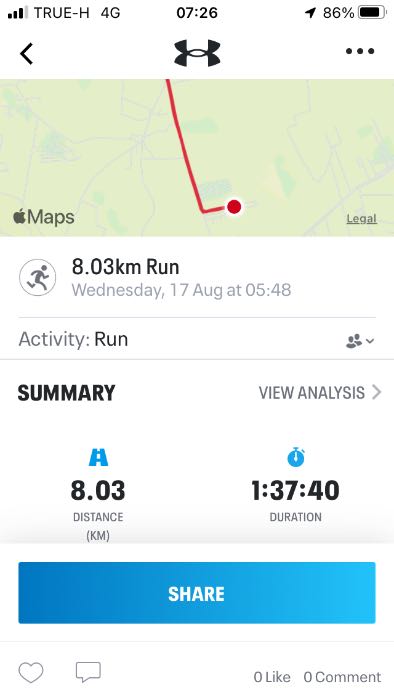 TRUE-H 4G 07:26 86%
Maps
Legal
8.03km Run
Wednesday, 17 Aug at 05:48
Activity: Run
SUMMARY
VIEW ANALYSIS
8.03 1:37:40
DISTANCE DURATION
(KM)
SHARE
0 Like 0 Comment